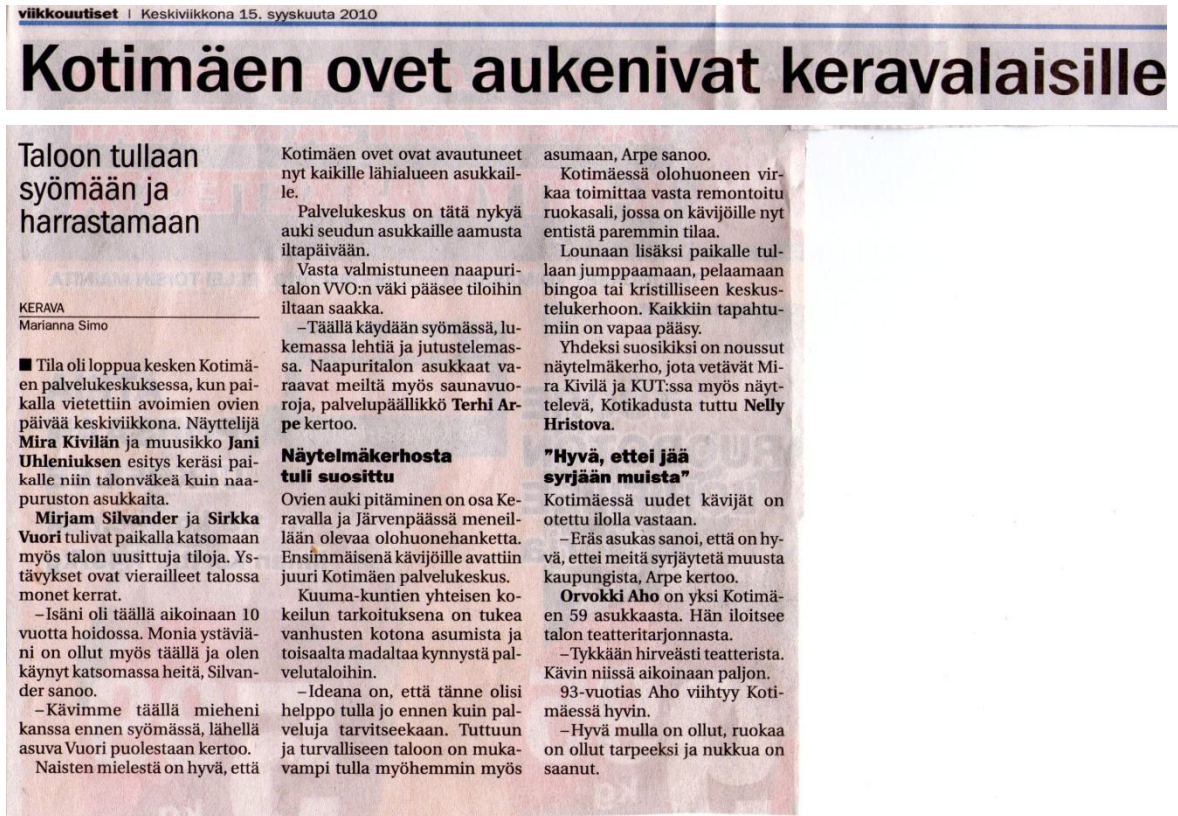 viikkouutiset | Keskiviikkona 15. syyskuuta 2010
Kotimäen ovet aukenivat keravalaisille
Taloon tullaan
syömään ja
harrastamaan
KERAVA
Marianna Simo
■ Tila oli loppua kesken Kotimä-
en palvelukeskuksessa, kun pai-
kalla vietettiin avoimien ovien
päivää keskiviikkona. Näyttelijä
Mira Kivilän ja muusikko Jani
Uhleniuksen esitys keräsi pai-
kalle niin talonväkeä kuin naa-
puruston asukkaita.
Mirjam Silvander ja Sirkka
Vuori tulivat paikalla katsomaan
myös talon uusittuja tiloja. Ys-
tävykset ovat vierailleet talossa
monet kerrat.
–Isäni oli täällä aikoinaan 10
vuotta hoidossa. Monia ystäviä-
ni on ollut myös täällä ja olen
käynyt katsomassa heitä, Silvan-
der sanoo.
–Kävimme täällä mieheni
kanssa ennen syömässä, lähellä
asuva Vuori puolestaan kertoo.
Naisten mielestä on hyvä, että
Kotimäen ovet ovat avautuneet
nyt kaikille lähialueen asukkail-
le.
Palvelukeskus on tätä nykyä
auki seudun asukkaille aamusta
iltapäivään.
Vasta valmistuneen naapuri-
talon VVO:n väki pääsee tiloihin
iltaan saakka.
–Täällä käydään syömässä, lu-
kemassa lehtiä ja jutustelemas-
sa. Naapuritalon asukkaat va-
raavat meiltä myös saunavuo-
roja, palvelupäällikkö Terhi Ar-
pe kertoo.
Näytelmäkerhosta
tuli suosittu
Ovien auki pitäminen on osa Ke-
ravalla ja Järvenpäässä meneil-
lään olevaa olohuonehanketta.
Ensimmäisenä kävijöille avattiin
juuri Kotimäen palvelukeskus.
Kuuma-kuntien yhteisen ko-
keilun tarkoituksena on tukea
vanhusten kotona asumista ja
toisaalta madaltaa kynnystä pal-
velutaloihin.
–Ideana on, että tänne olisi
helppo tulla jo ennen kuin pal-
veluja tarvitseekaan. Tuttuun
ja turvalliseen taloon on muka-
vampi tulla myöhemmin myös
asumaan, Arpe sanoo.
Kotimäessä olohuoneen vir-
kaa toimittaa vasta remontoitu
ruokasali, jossa on kävijöille nyt
entistä paremmin tilaa.
Lounaan lisäksi paikalle tul-
laan jumppaamaan, pelaamaan
bingoa tai kristilliseen keskus-
telukerhoon. Kaikkiin tapahtu-
miin on vapaa pääsy.
Yhdeksi suosikiksi on noussut
näytelmäkerho, jota vetävät Mi-
ra Kivilä ja KUT:ssa myös näyt-
televä, Kotikadusta tuttu Nelly
Hristova.
”Hyvä, ettei jää
syrjään muista”
Kotimäessä uudet kävijät on
otettu ilolla vastaan.
–Eräs asukas sanoi, että on hy-
vä, ettei meitä syrjäytetä muusta
kaupungista, Arpe kertoo.
Orvokki Aho on yksi Kotimä-
en 59 asukkaasta. Hän iloitsee
talon teatteritarjonnasta.
–Tykkään hirveästi teatterista.
Kävin niissä aikoinaan paljon.
93-vuotias Aho viihtyy Koti-
mäessä hyvin.
–Hyvä mulla on ollut, ruokaa
on ollut tarpeeksi ja nukkua on
saanut.